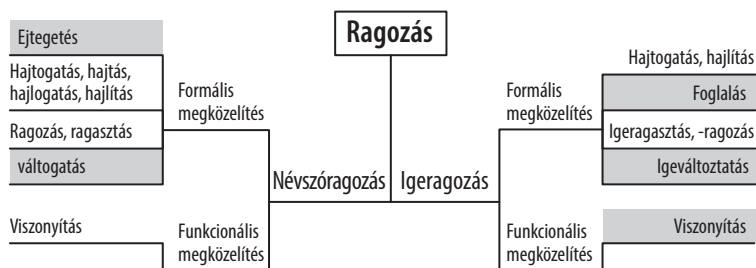 Ragozás
Ejtegetés
Hajtogatás, hajtás,
hajlogatás, hajlítás
Ragozás, ragasztás
váltogatás
Viszonyítás
Formális
megközelítés
Funkcionális
megközelítés
Névszóragozás
Igeragozás
Formális
megközelítés
Funkcionális
megközelítés
Hajtogatás, hajlítás
Foglalás
Igeragasztás, -ragozás
Igeváltoztatás
Viszonyítás